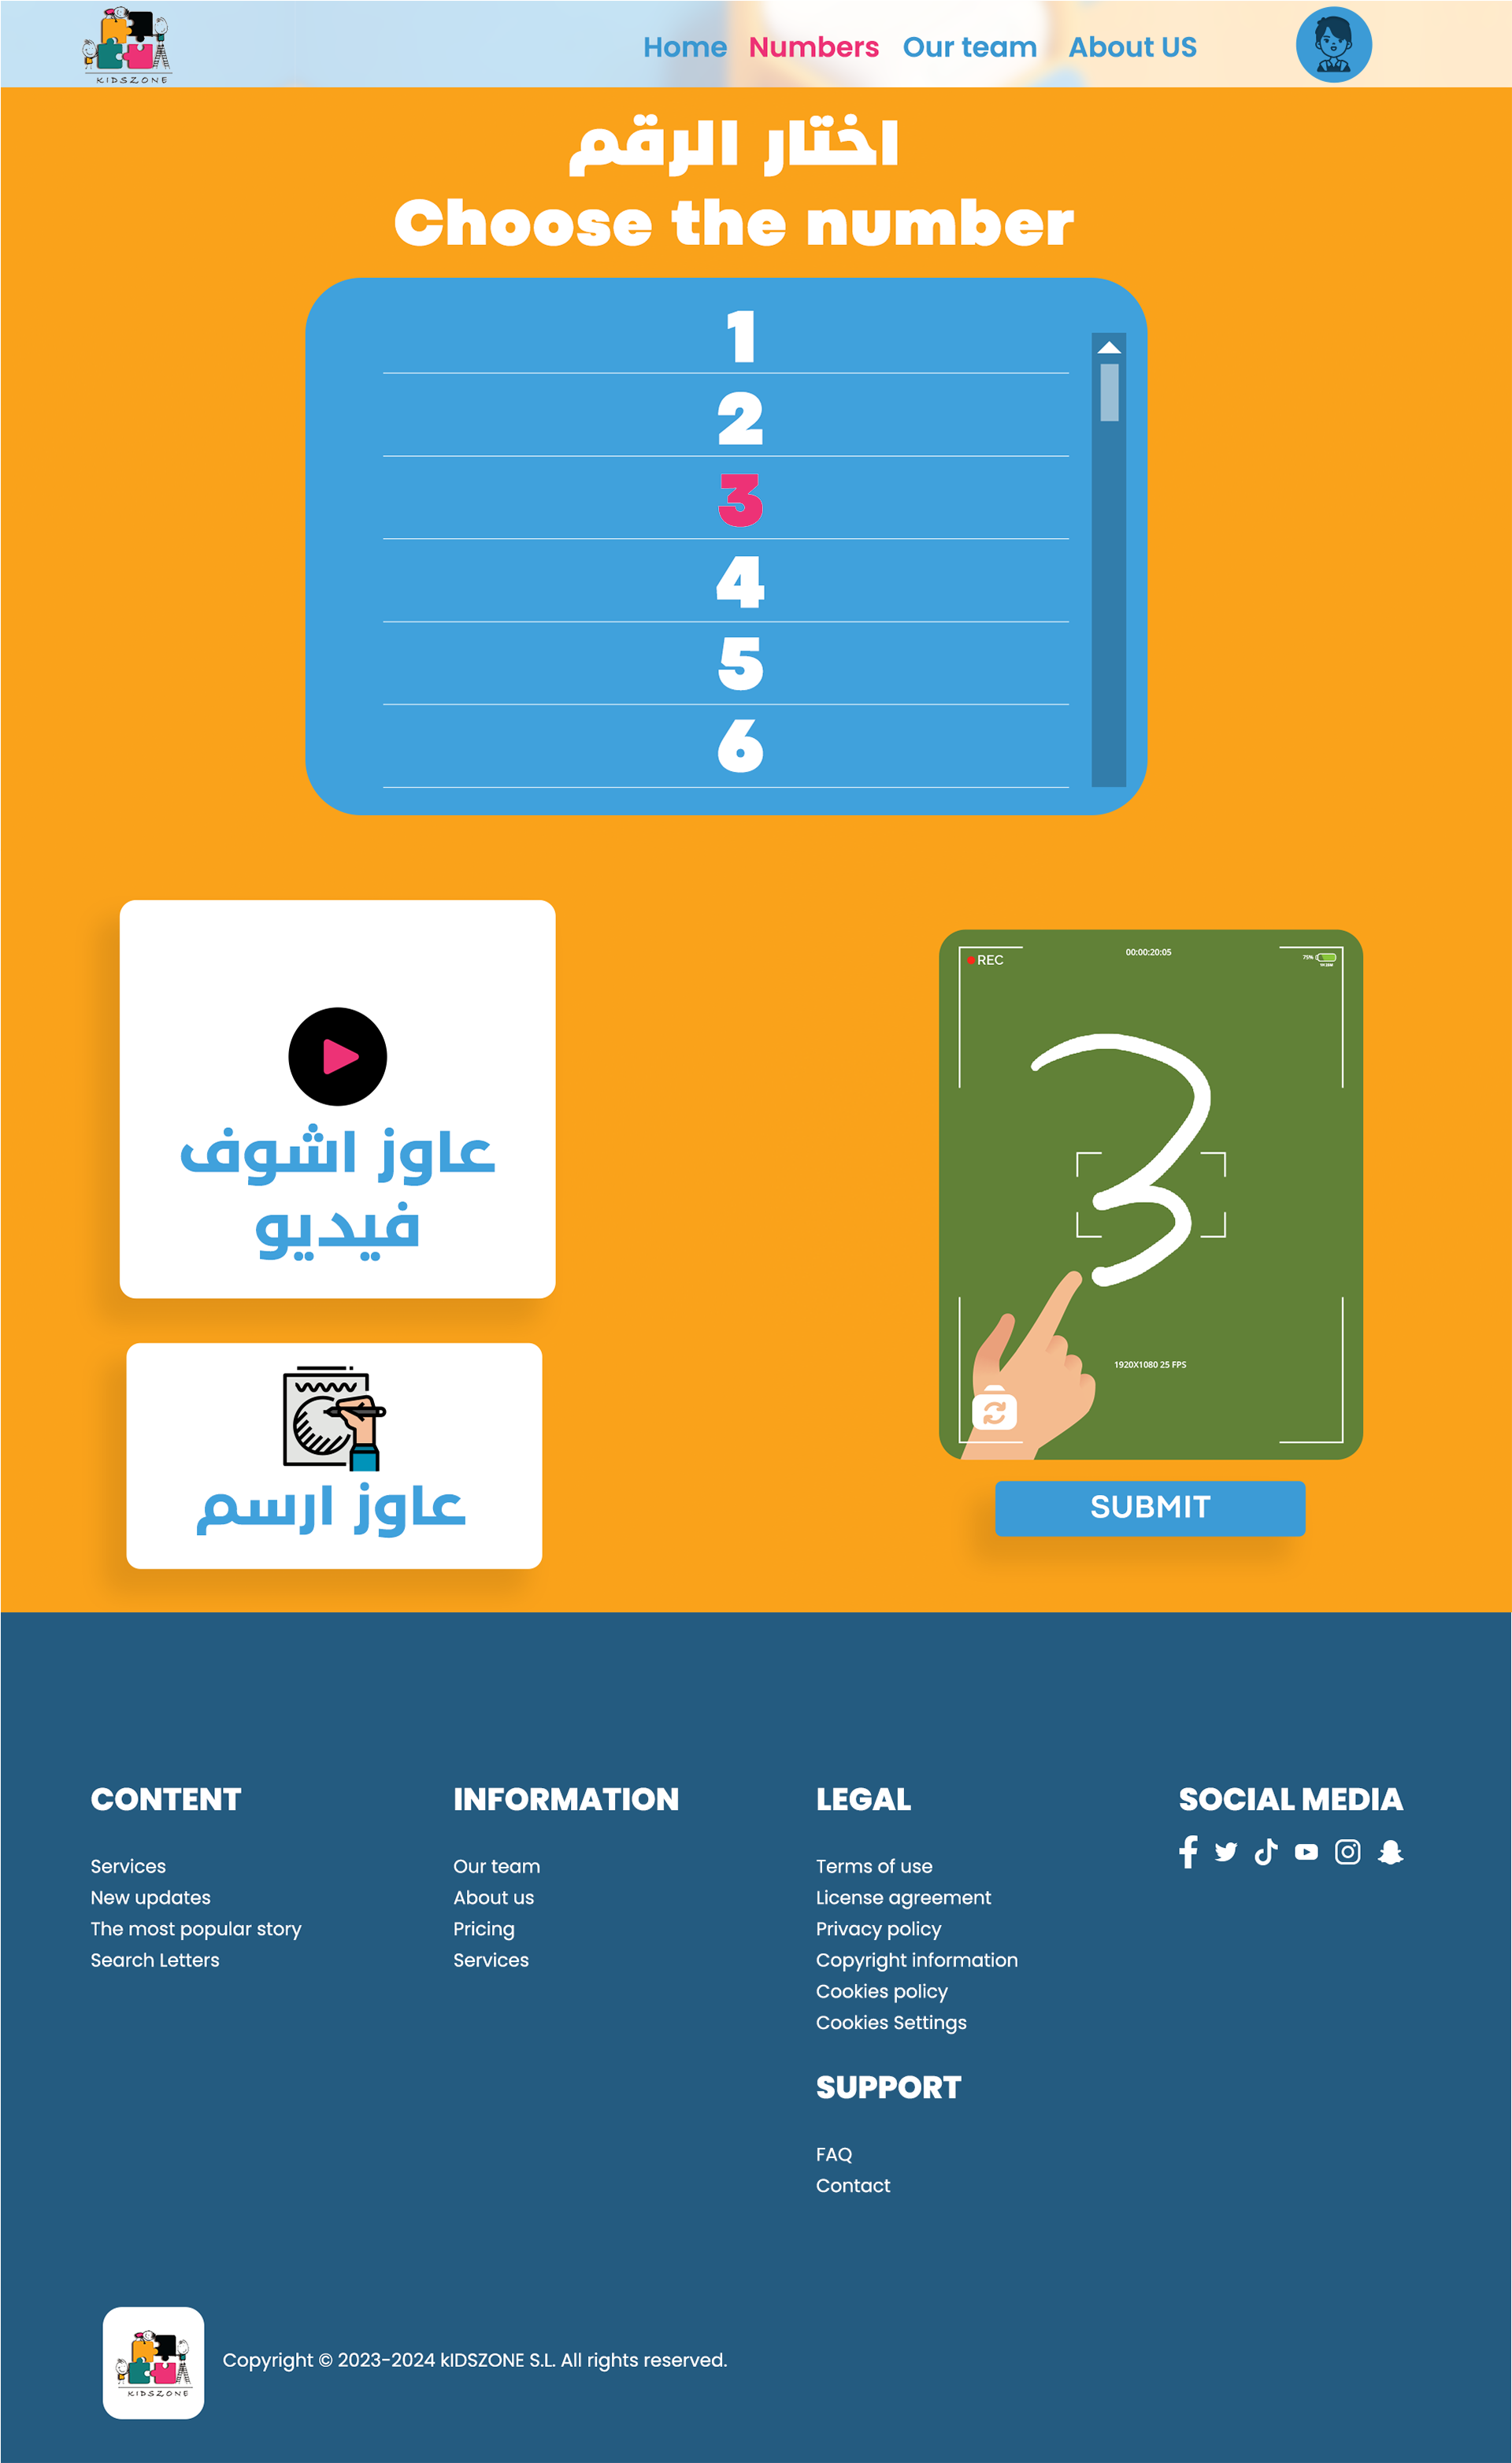 KIDSZONE
Home Numbers Our team About US
اختار الرقم
Choose the number
1
2
3
4
5
6
عاوز اشوف
فيديو
عاوز ارسم
REC 00:00:20:05 75%
3
1920X1080 25 FPS
SUBMIT
CONTENT
Services
New updates
The most popular story
Search Letters
INFORMATION
Our team
About us
Pricing
Services
LEGAL
Terms of use
License agreement
Privacy policy
Copyright information
Cookies policy
Cookies Settings
SUPPORT
FAQ
Contact
SOCIAL MEDIA
KIDSZONE
Copyright © 2023-2024 kIDSZONE S.L. All rights reserved.